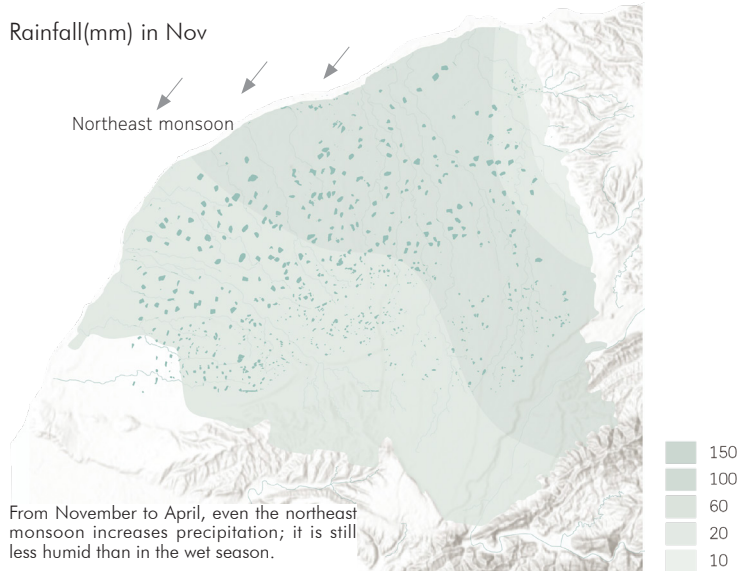 Rainfall(mm) in Nov
Northeast monsoon
From November to April, even the northeast
monsoon increases precipitation; it is still
less humid than in the wet season.
150
100
60
20
10